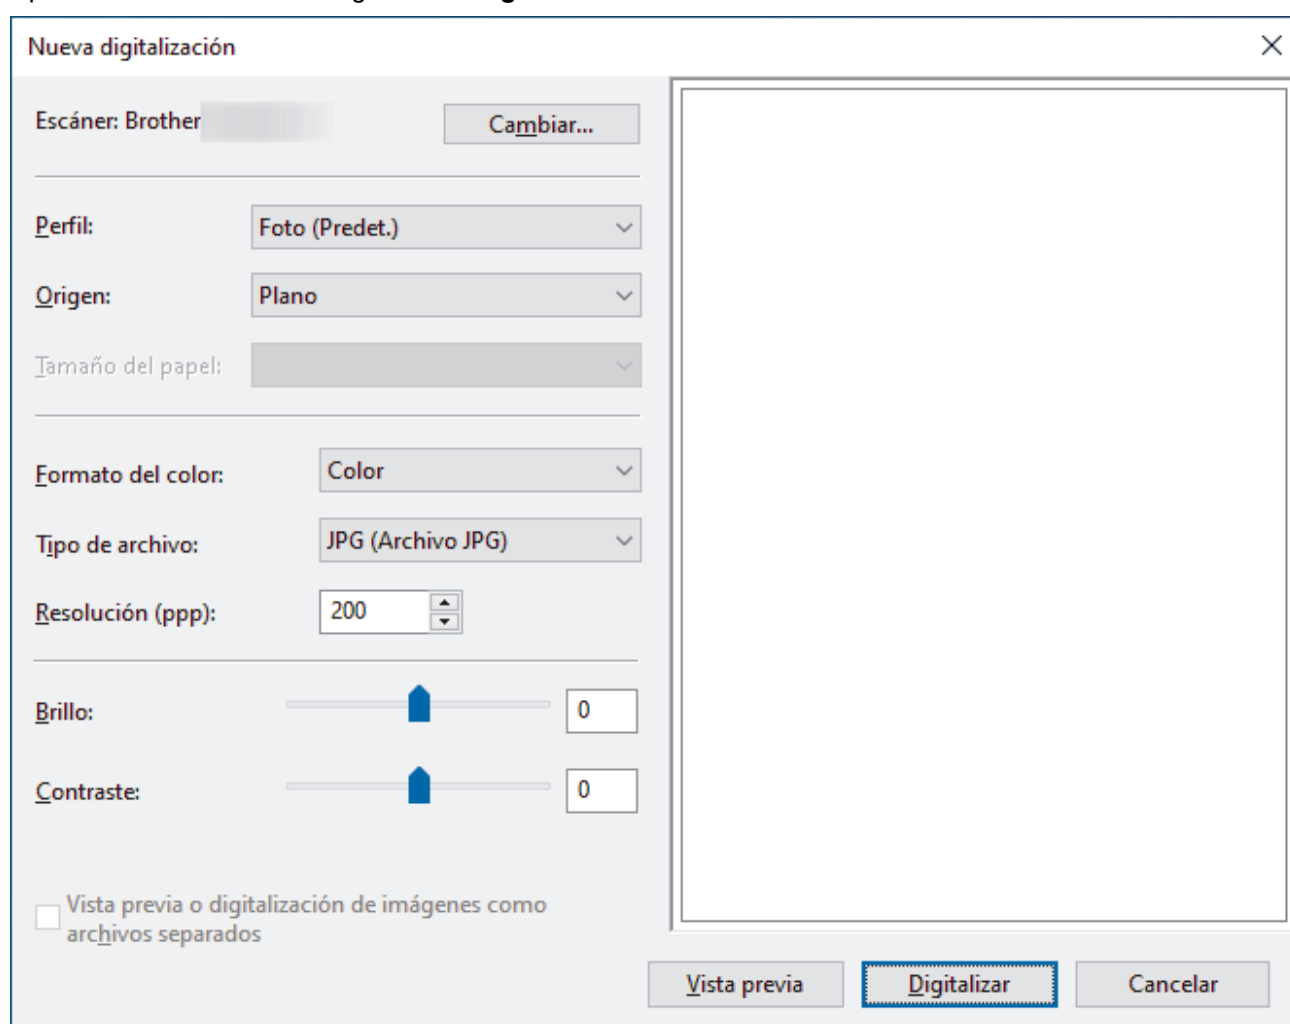 Nueva digitalización
Escáner: Brother
Cambiar...
Perfil:
Foto (Predet.)
Origen:
Plano
Tamaño del papel:
Formato del color:
Color
Tipo de archivo:
JPG (Archivo JPG)
Resolución (ppp):
200
Brillo:
0
Contraste:
0
Vista previa o digitalización de imágenes como
archivos separados
Vista previa
Digitalizar
Cancelar